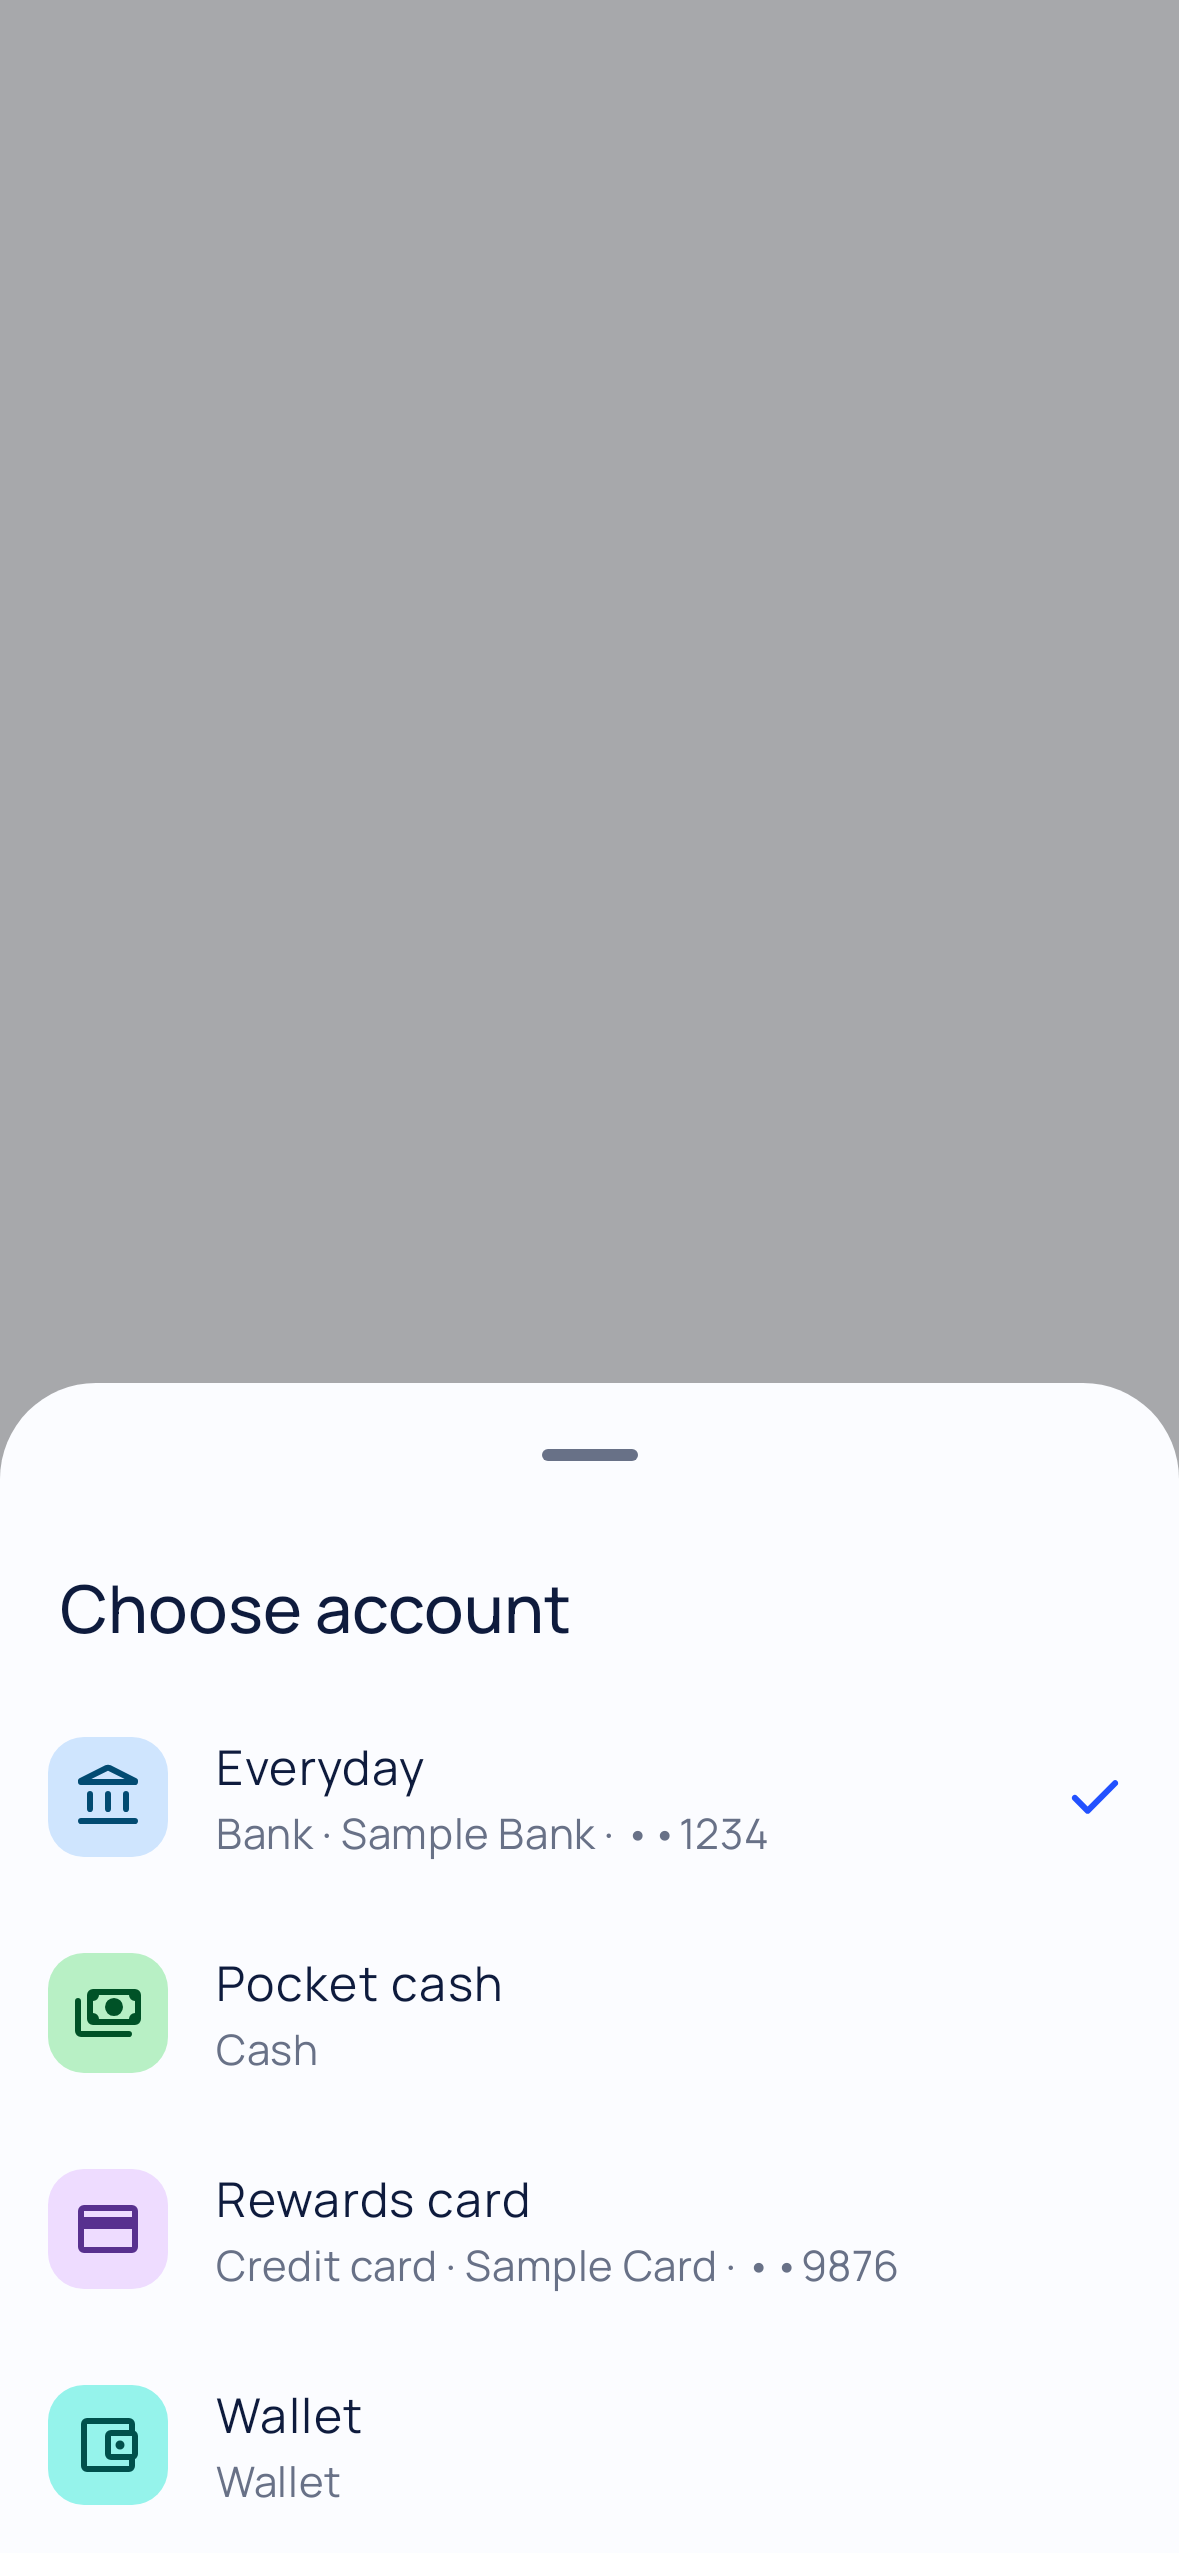 Choose account
Everyday
Bank · Sample Bank · ••1234
Pocket cash
Cash
Rewards card
Credit card · Sample Card · ••9876
Wallet
Wallet